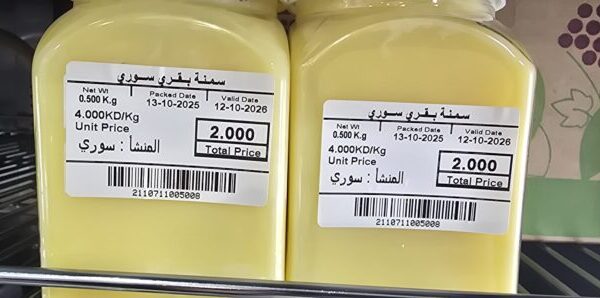 سمنة بقري سوري
Net Wt Packed Date Valid Date
0.500 K.g 13-10-2025 12-10-2026
4.000KD/Kg
Unit Price
2.000
Total Price
المنشأ : سوري
2110711005008
سمنة بقري سوري
Net Wt Packed Date Valid Date
0.500 K.g 13-10-2025 12-10-2026
4.000KD/Kg
Unit Price
2.000
Total Price
المنشأ : سوري
2110711005008